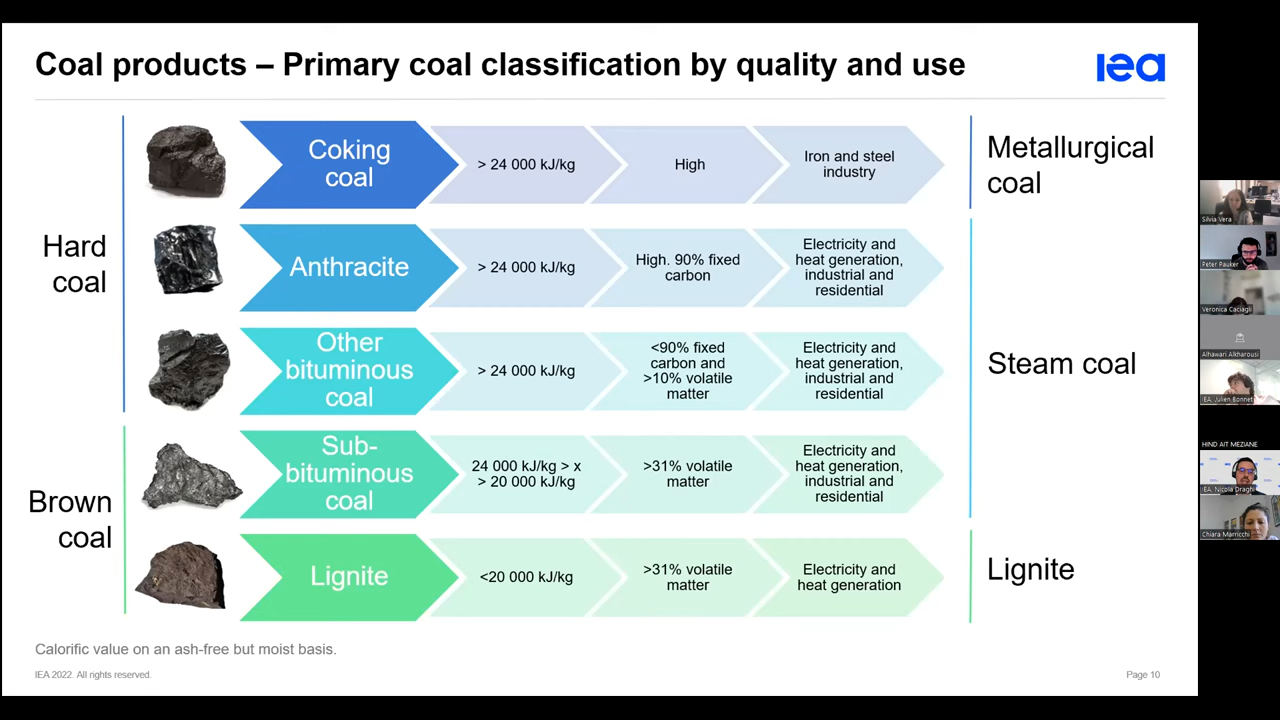 Coal products – Primary coal classification by quality and use
iea
Hard
coal
Coking
coal
> 24 000 kJ/kg
High
Iron and steel
industry
Metallurgical
coal
Anthracite
> 24 000 kJ/kg
High. 90% fixed
carbon
Electricity and
heat generation,
industrial and
residential
Other
bituminous
coal
> 24 000 kJ/kg
<90% fixed
carbon and
>10% volatile
matter
Electricity and
heat generation,
industrial and
residential
Steam coal
Brown
coal
Sub-
bituminous
coal
24 000 kJ/kg > x
> 20 000 kJ/kg
>31% volatile
matter
Electricity and
heat generation,
industrial and
residential
Lignite
<20 000 kJ/kg
>31% volatile
matter
Electricity and
heat generation
Lignite
Calorific value on an ash-free but moist basis.
IEA 2022. All rights reserved.
Page 10
Silvia Vera
Peter Pauker
Veronica Caciagli
Alhawari Alkharousi
IEA. Julien Bonnet
HIND AIT MEZIANE
IEA. Nicola Draghi
Chiara Marricchi